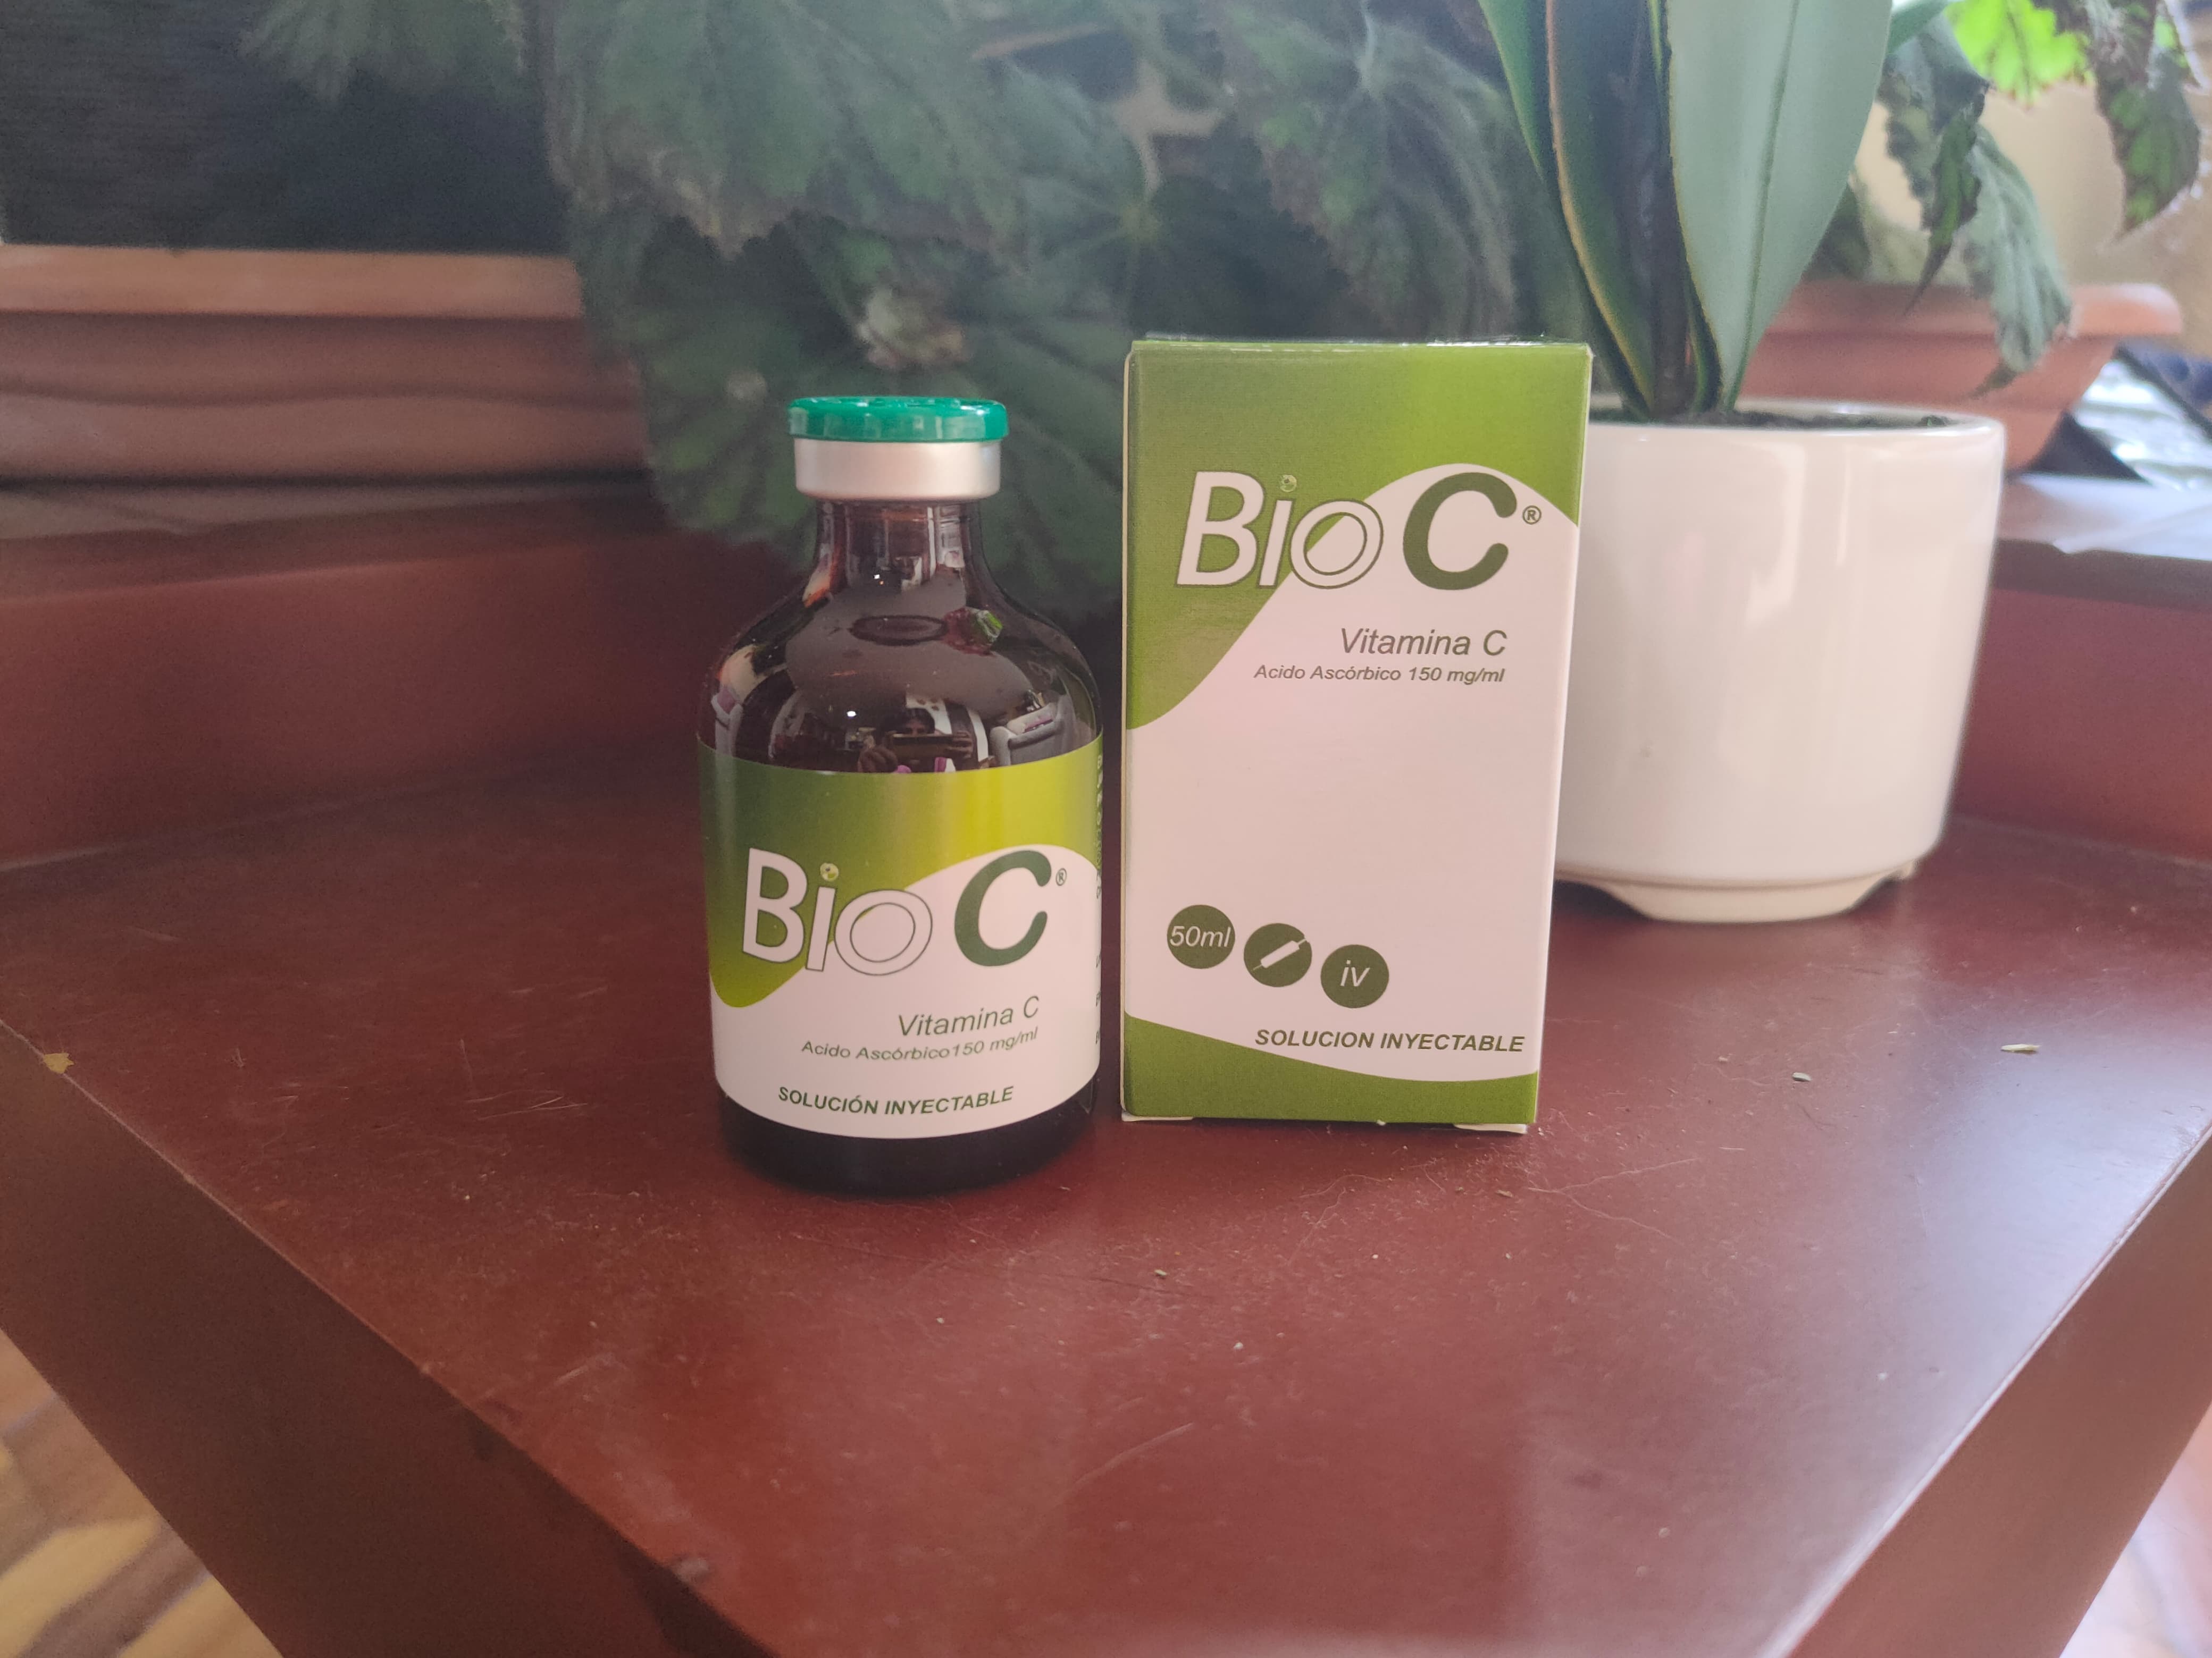 Bio C®
Vitamina C
Acido Ascórbico150 mg/ml
SOLUCIÓN INYECTABLE
Bio C®
Vitamina C
Acido Ascórbico 150 mg/ml
50ml
iv
SOLUCION INYECTABLE